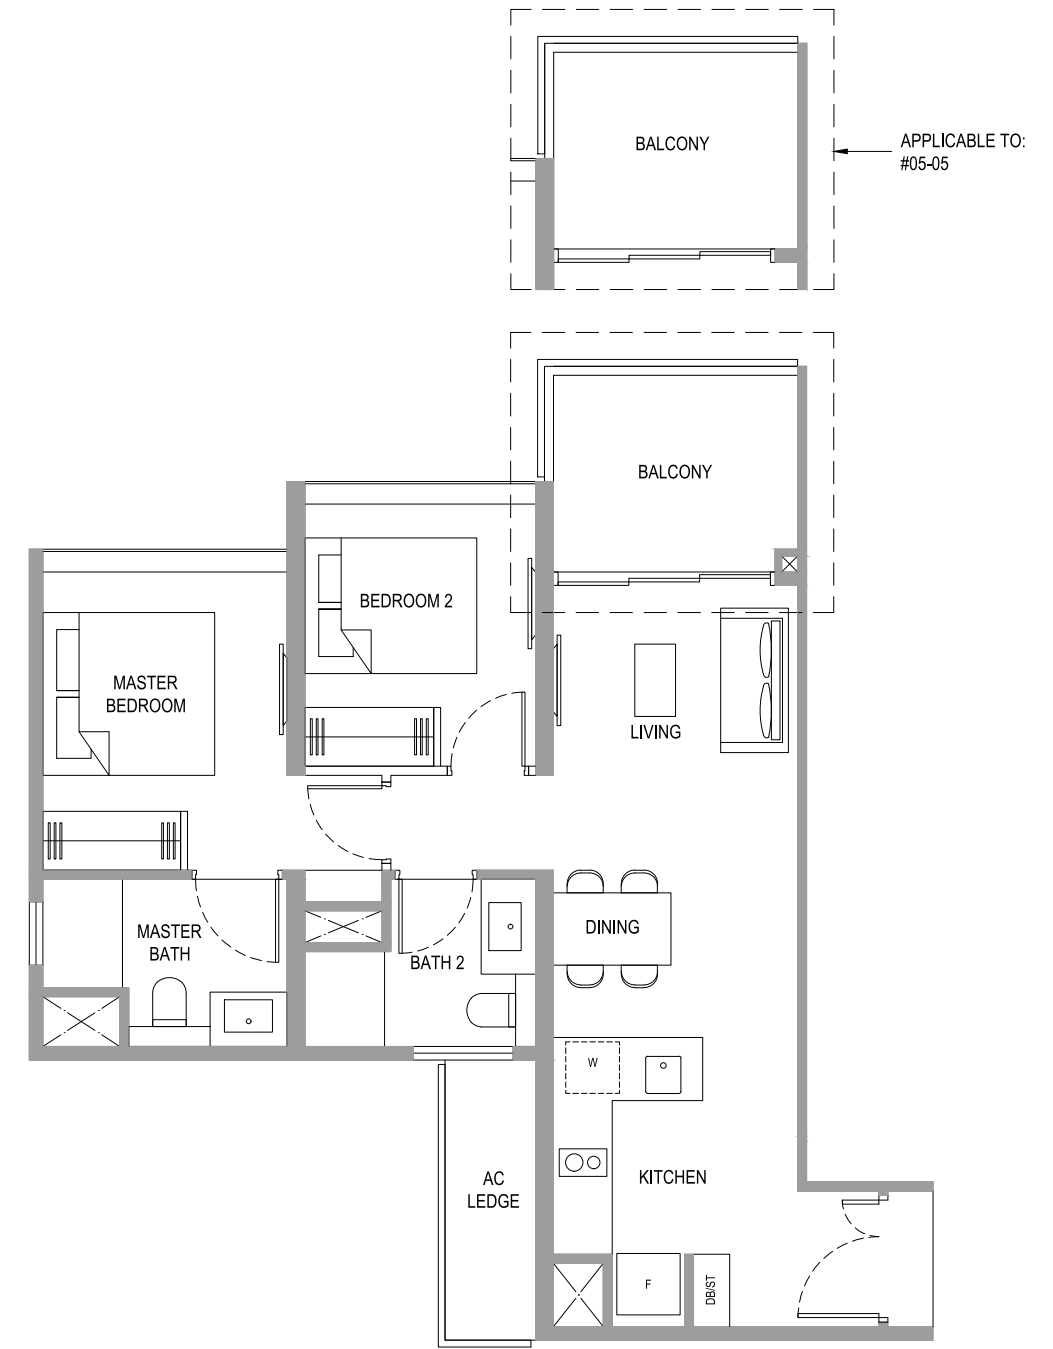 BALCONY
APPLICABLE TO:
#05-05
BALCONY
BEDROOM 2
MASTER
BEDROOM
LIVING
MASTER
BATH
DINING
BATH 2
W
AC
LEDGE
KITCHEN
F
DB/ST